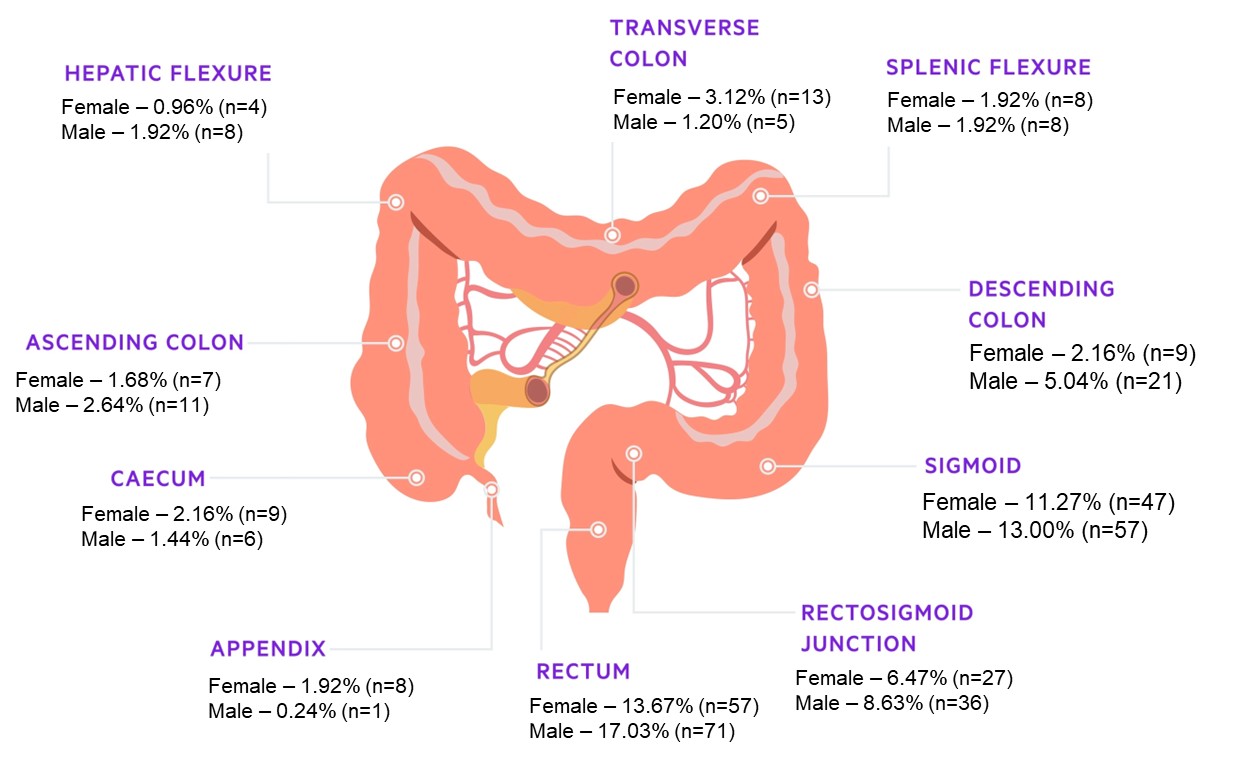 TRANSVERSE
COLON
Female – 3.12% (n=13)
Male – 1.20% (n=5)
HEPATIC FLEXURE
Female – 0.96% (n=4)
Male – 1.92% (n=8)
SPLENIC FLEXURE
Female – 1.92% (n=8)
Male – 1.92% (n=8)
DESCENDING
COLON
Female – 2.16% (n=9)
Male – 5.04% (n=21)
ASCENDING COLON
Female – 1.68% (n=7)
Male – 2.64% (n=11)
CAECUM
Female – 2.16% (n=9)
Male – 1.44% (n=6)
SIGMOID
Female – 11.27% (n=47)
Male – 13.00% (n=57)
APPENDIX
Female – 1.92% (n=8)
Male – 0.24% (n=1)
RECTUM
Female – 13.67% (n=57)
Male – 17.03% (n=71)
RECTOSIGMOID
JUNCTION
Female – 6.47% (n=27)
Male – 8.63% (n=36)